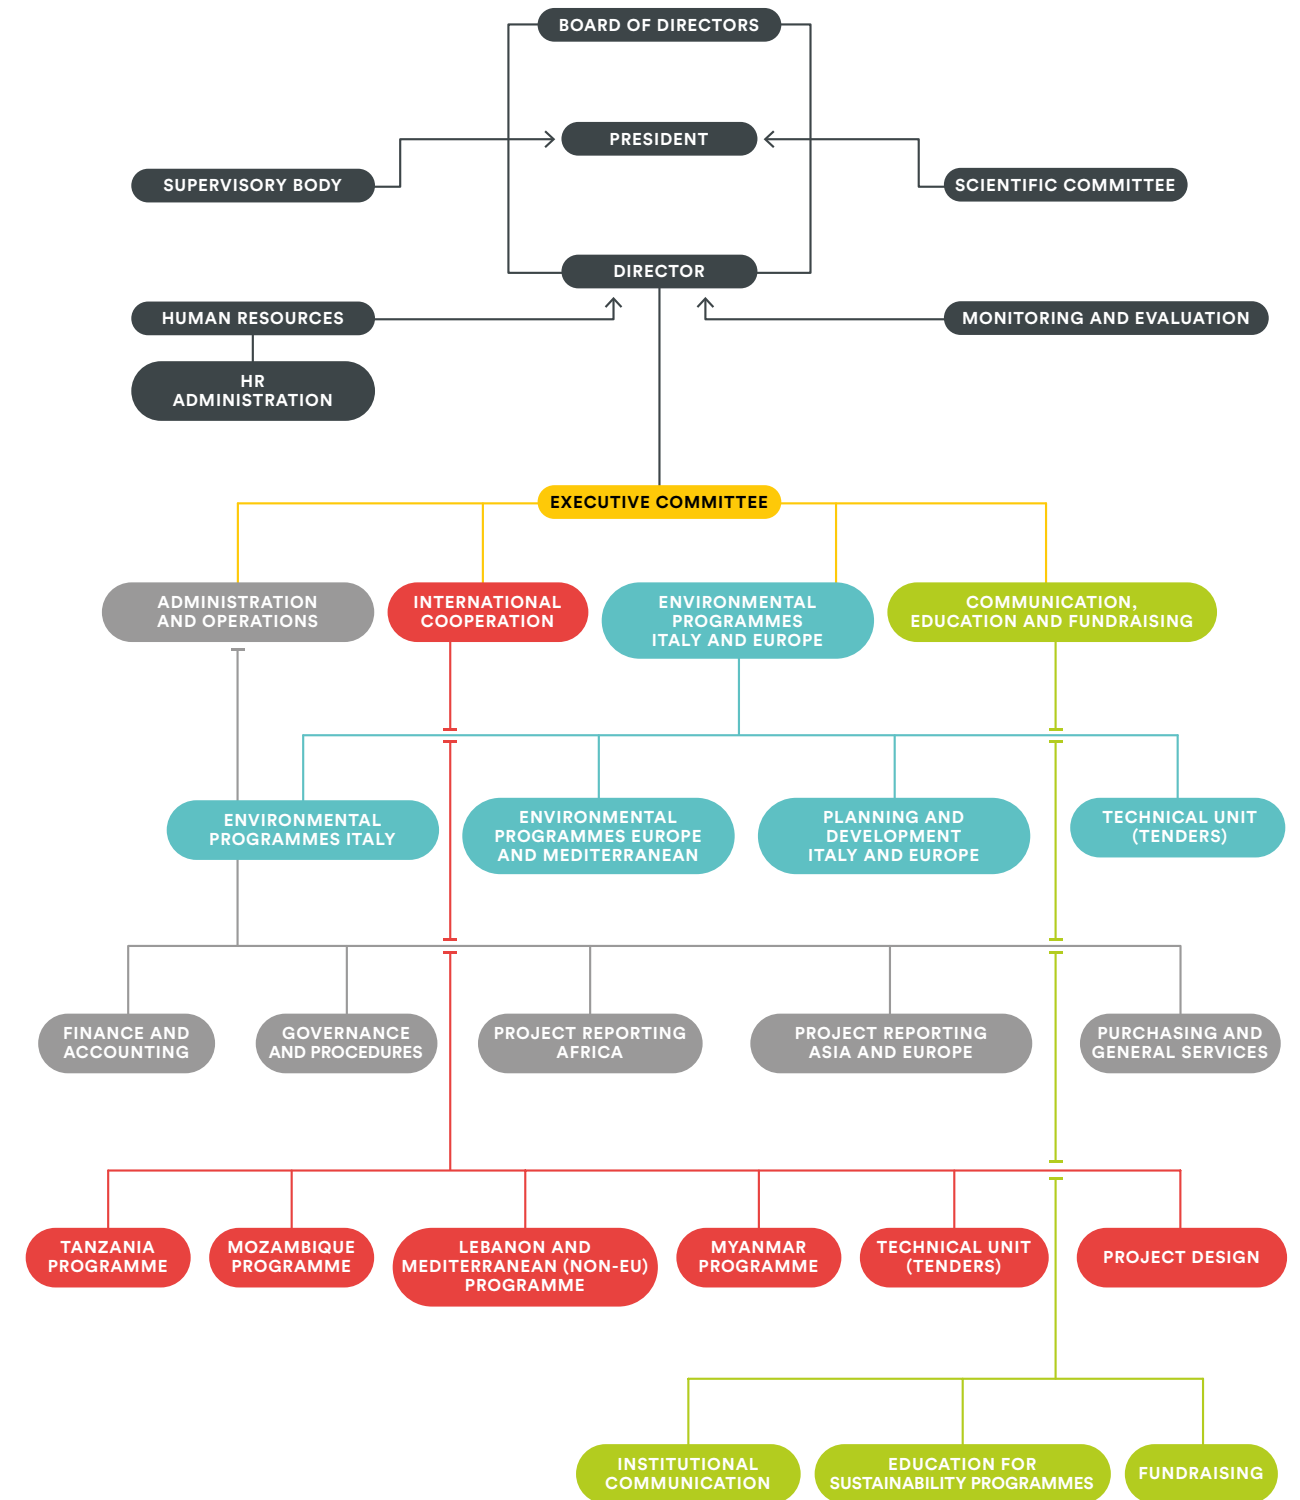 BOARD OF DIRECTORS
PRESIDENT
SUPERVISORY BODY
SCIENTIFIC COMMITTEE
DIRECTOR
HUMAN RESOURCES
MONITORING AND EVALUATION
HR
ADMINISTRATION
EXECUTIVE COMMITTEE
ADMINISTRATION
AND OPERATIONS
INTERNATIONAL
COOPERATION
ENVIRONMENTAL
PROGRAMMES
ITALY AND EUROPE
COMMUNICATION,
EDUCATION AND FUNDRAISING
ENVIRONMENTAL
PROGRAMMES ITALY
ENVIRONMENTAL
PROGRAMMES EUROPE
AND MEDITERRANEAN
PLANNING AND
DEVELOPMENT
ITALY AND EUROPE
TECHNICAL UNIT
(TENDERS)
FINANCE AND
ACCOUNTING
GOVERNANCE
AND PROCEDURES
PROJECT REPORTING
AFRICA
PROJECT REPORTING
ASIA AND EUROPE
PURCHASING AND
GENERAL SERVICES
TANZANIA
PROGRAMME
MOZAMBIQUE
PROGRAMME
LEBANON AND
MEDITERRANEAN (NON-EU)
PROGRAMME
MYANMAR
PROGRAMME
TECHNICAL UNIT
(TENDERS)
PROJECT DESIGN
INSTITUTIONAL
COMMUNICATION
EDUCATION FOR
SUSTAINABILITY PROGRAMMES
FUNDRAISING